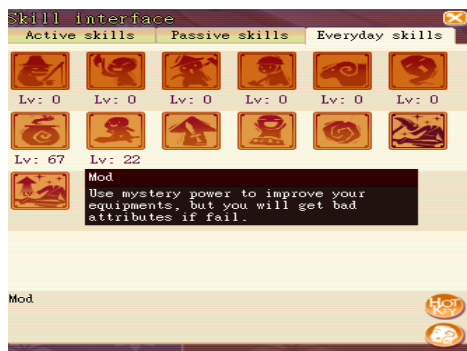 Skill interface
Active skills Passive skills Everyday skills
Lv: 0 Lv: 0 Lv: 0 Lv: 0 Lv: 0 Lv: 0
Lv: 67 Lv: 22
Mod
Use mystery power to improve your
equipments, but you will get bad
attributes if fail.
Mod
HOT
KEY